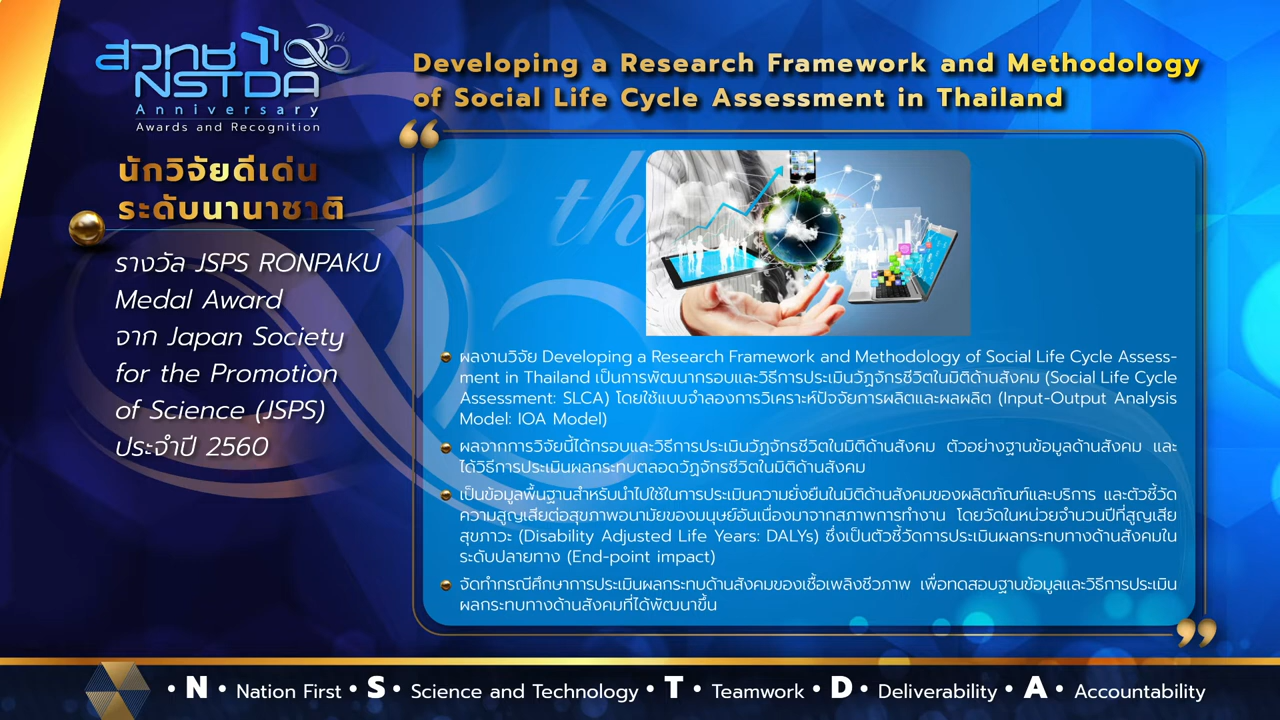 สวทช
30th
NSTDA
Anniversary
Awards and Recognition
Developing a Research Framework and Methodology
of Social Life Cycle Assessment in Thailand
นักวิจัยดีเด่น
ระดับนานาชาติ
รางวัล JSPS RONPAKU
Medal Award
จาก Japan Society
for the Promotion
of Science (JSPS)
ประจำปี 2560
“
th
ผลงานวิจัย Developing a Research Framework and Methodology of Social Life Cycle Assess-
ment in Thailand เป็นการพัฒนากรอบและวิธีการประเมินวัฏจักรชีวิตในมิติด้านสังคม (Social Life Cycle
Assessment: SLCA) โดยใช้แบบจำลองการวิเคราะห์ปัจจัยการผลิตและผลผลิต (Input-Output Analysis
Model: IOA Model)
ผลจากการวิจัยนี้ได้กรอบและวิธีการประเมินวัฏจักรชีวิตในมิติด้านสังคม ตัวอย่างฐานข้อมูลด้านสังคม และ
ได้วิธีการประเมินผลกระทบตลอดวัฏจักรชีวิตในมิติด้านสังคม
เป็นข้อมูลพื้นฐานสำหรับนำไปใช้ในการประเมินความยั่งยืนในมิติด้านสังคมของผลิตภัณฑ์และบริการ และตัวชี้วัด
ความสูญเสียต่อสุขภาพอนามัยของมนุษย์อันเนื่องมาจากสภาพการทำงาน โดยวัดในหน่วยจำนวนปีที่สูญเสีย
สุขภาวะ (Disability Adjusted Life Years: DALYs) ซึ่งเป็นตัวชี้วัดการประเมินผลกระทบทางด้านสังคมใน
ระดับปลายทาง (End-point impact)
จัดทำกรณีศึกษาการประเมินผลกระทบด้านสังคมของเชื้อเพลิงชีวภาพ เพื่อทดสอบฐานข้อมูลและวิธีการประเมิน
ผลกระทบทางด้านสังคมที่ได้พัฒนาขึ้น
”
• N • Nation First • S • Science and Technology • T • Teamwork • D • Deliverability • A • Accountability